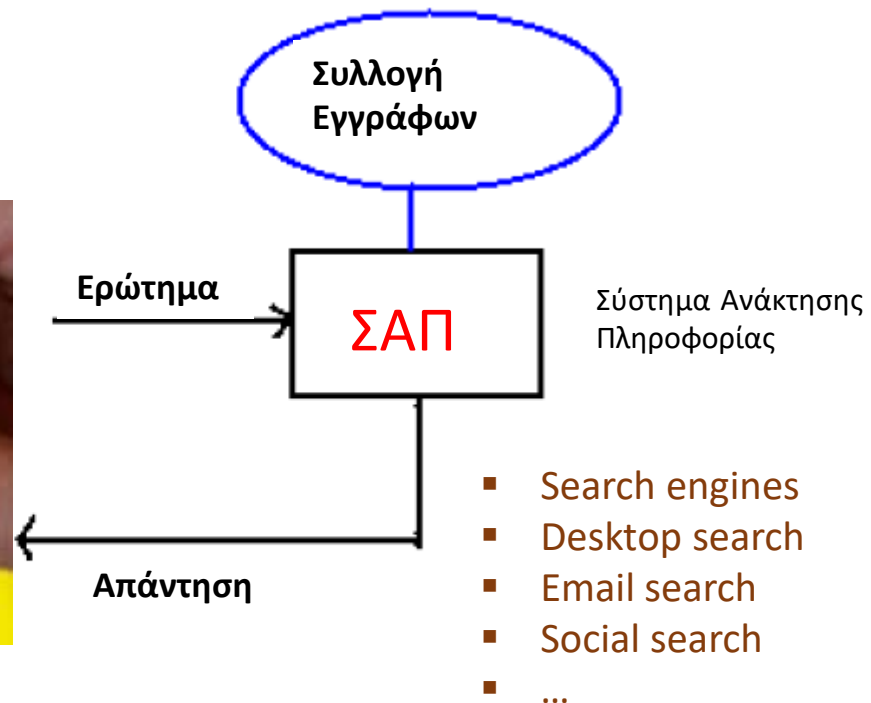 Συλλογή
Εγγράφων
Ερώτημα
ΣΑΠ
Σύστημα Ανάκτησης
Πληροφορίας
Απάντηση
▪ Search engines
▪ Desktop search
▪ Email search
▪ Social search
▪ ...